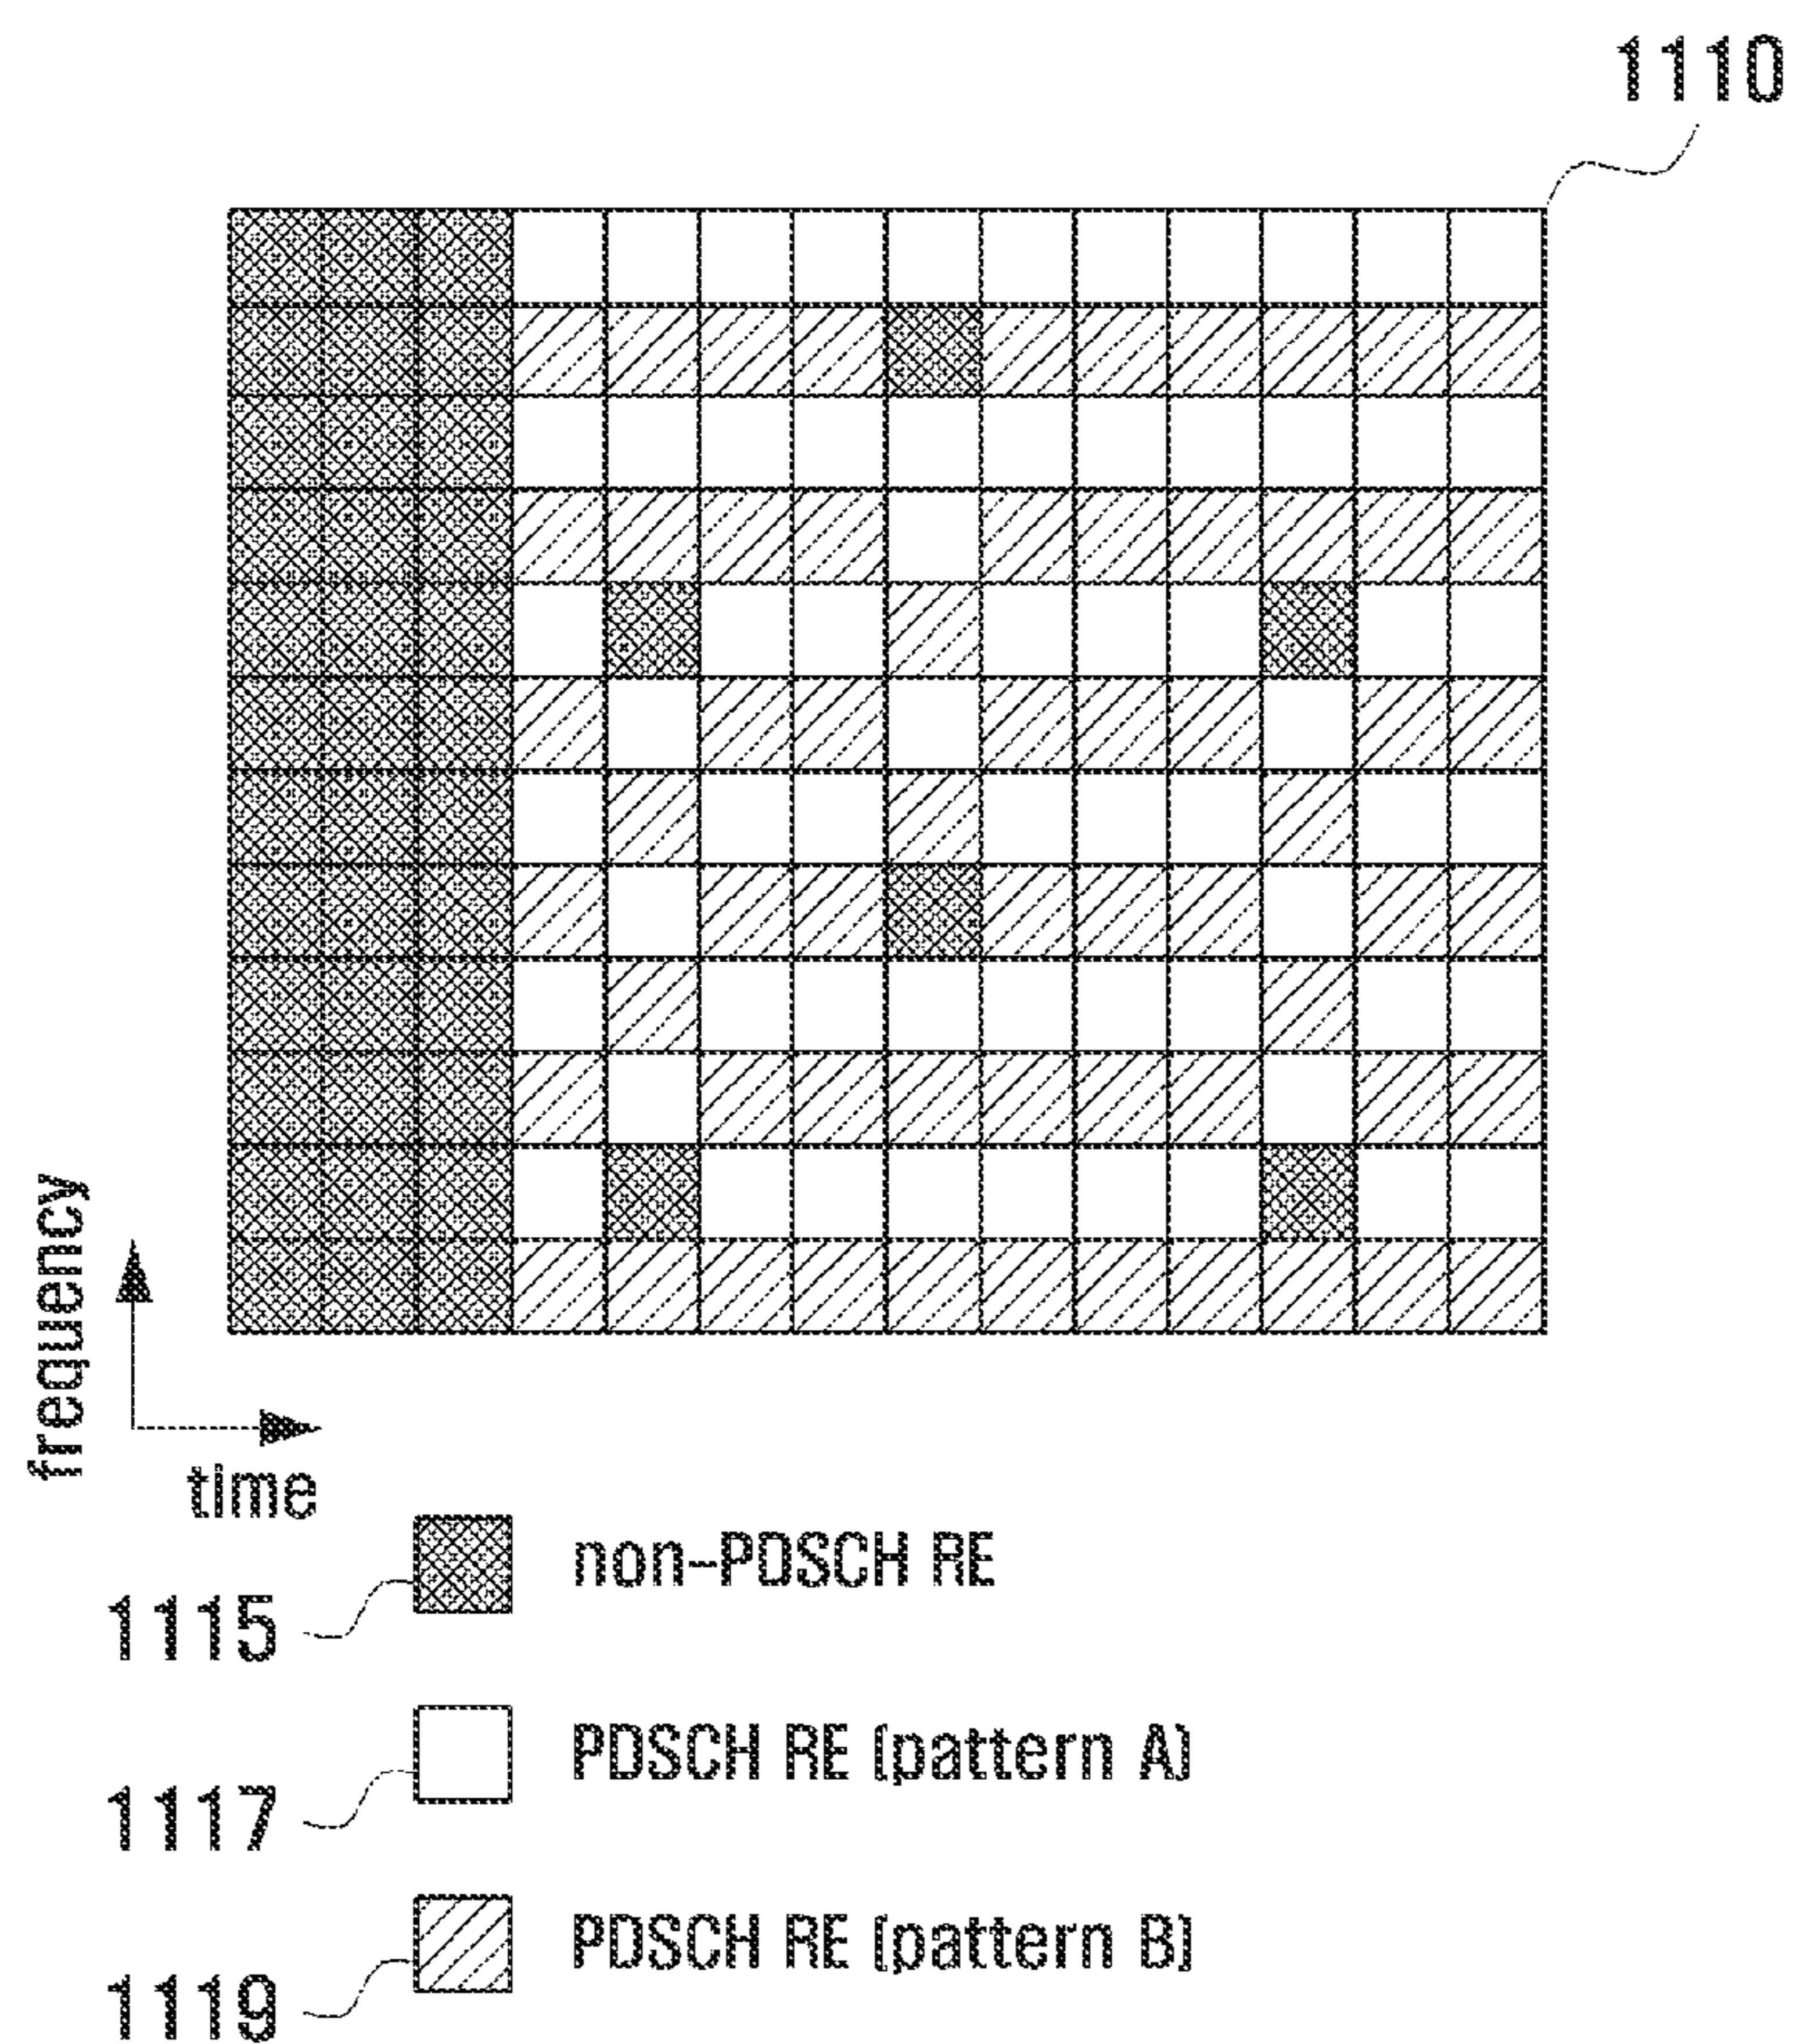 1110
frequency
time
non-PDSCH RE
1115
PDSCH RE (pattern A)
1117
PDSCH RE (pattern B)
1119